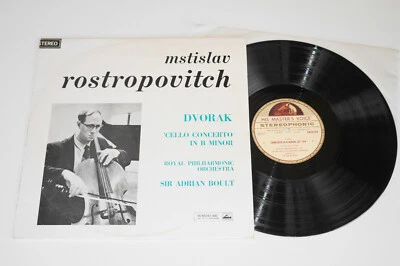 STEREO
mstislav
rostropovitch
DVORAK
'CELLO CONCERTO
IN B MINOR
ROYAL PHILHARMONIC
ORCHESTRA
SIR ADRIAN BOULT
HIS MASTER'S VOICE
STEREOPHONIC